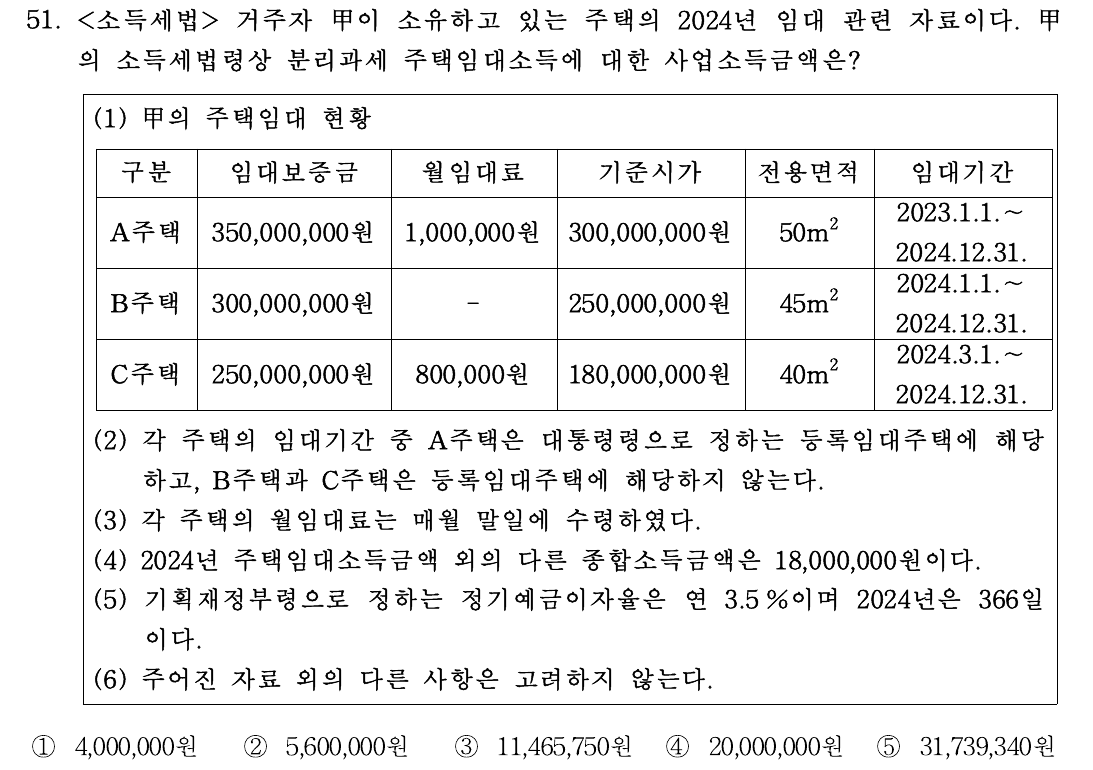 51. <소득세법> 거주자 甲이 소유하고 있는 주택의 2024년 임대 관련 자료이다. 甲
의 소득세법령상 분리과세 주택임대소득에 대한 사업소득금액은?
(1) 甲의 주택임대 현황
구분 임대보증금 월임대료 기준시가 전용면적 임대기간
A주택 350,000,000원 1,000,000원 300,000,000원 50m² 2023.1.1.~
2024.12.31.
B주택 300,000,000원 - 250,000,000원 45m² 2024.1.1.~
2024.12.31.
C주택 250,000,000원 800,000원 180,000,000원 40m² 2024.3.1.~
2024.12.31.
(2) 각 주택의 임대기간 중 A주택은 대통령령으로 정하는 등록임대주택에 해당
하고, B주택과 C주택은 등록임대주택에 해당하지 않는다.
(3) 각 주택의 월임대료는 매월 말일에 수령하였다.
(4) 2024년 주택임대소득금액 외의 다른 종합소득금액은 18,000,000원이다.
(5) 기획재정부령으로 정하는 정기예금이자율은 연 3.5%이며 2024년은 366일
이다.
(6) 주어진 자료 외의 다른 사항은 고려하지 않는다.
① 4,000,000원 ② 5,600,000원 ③ 11,465,750원 ④ 20,000,000원 ⑤ 31,739,340원